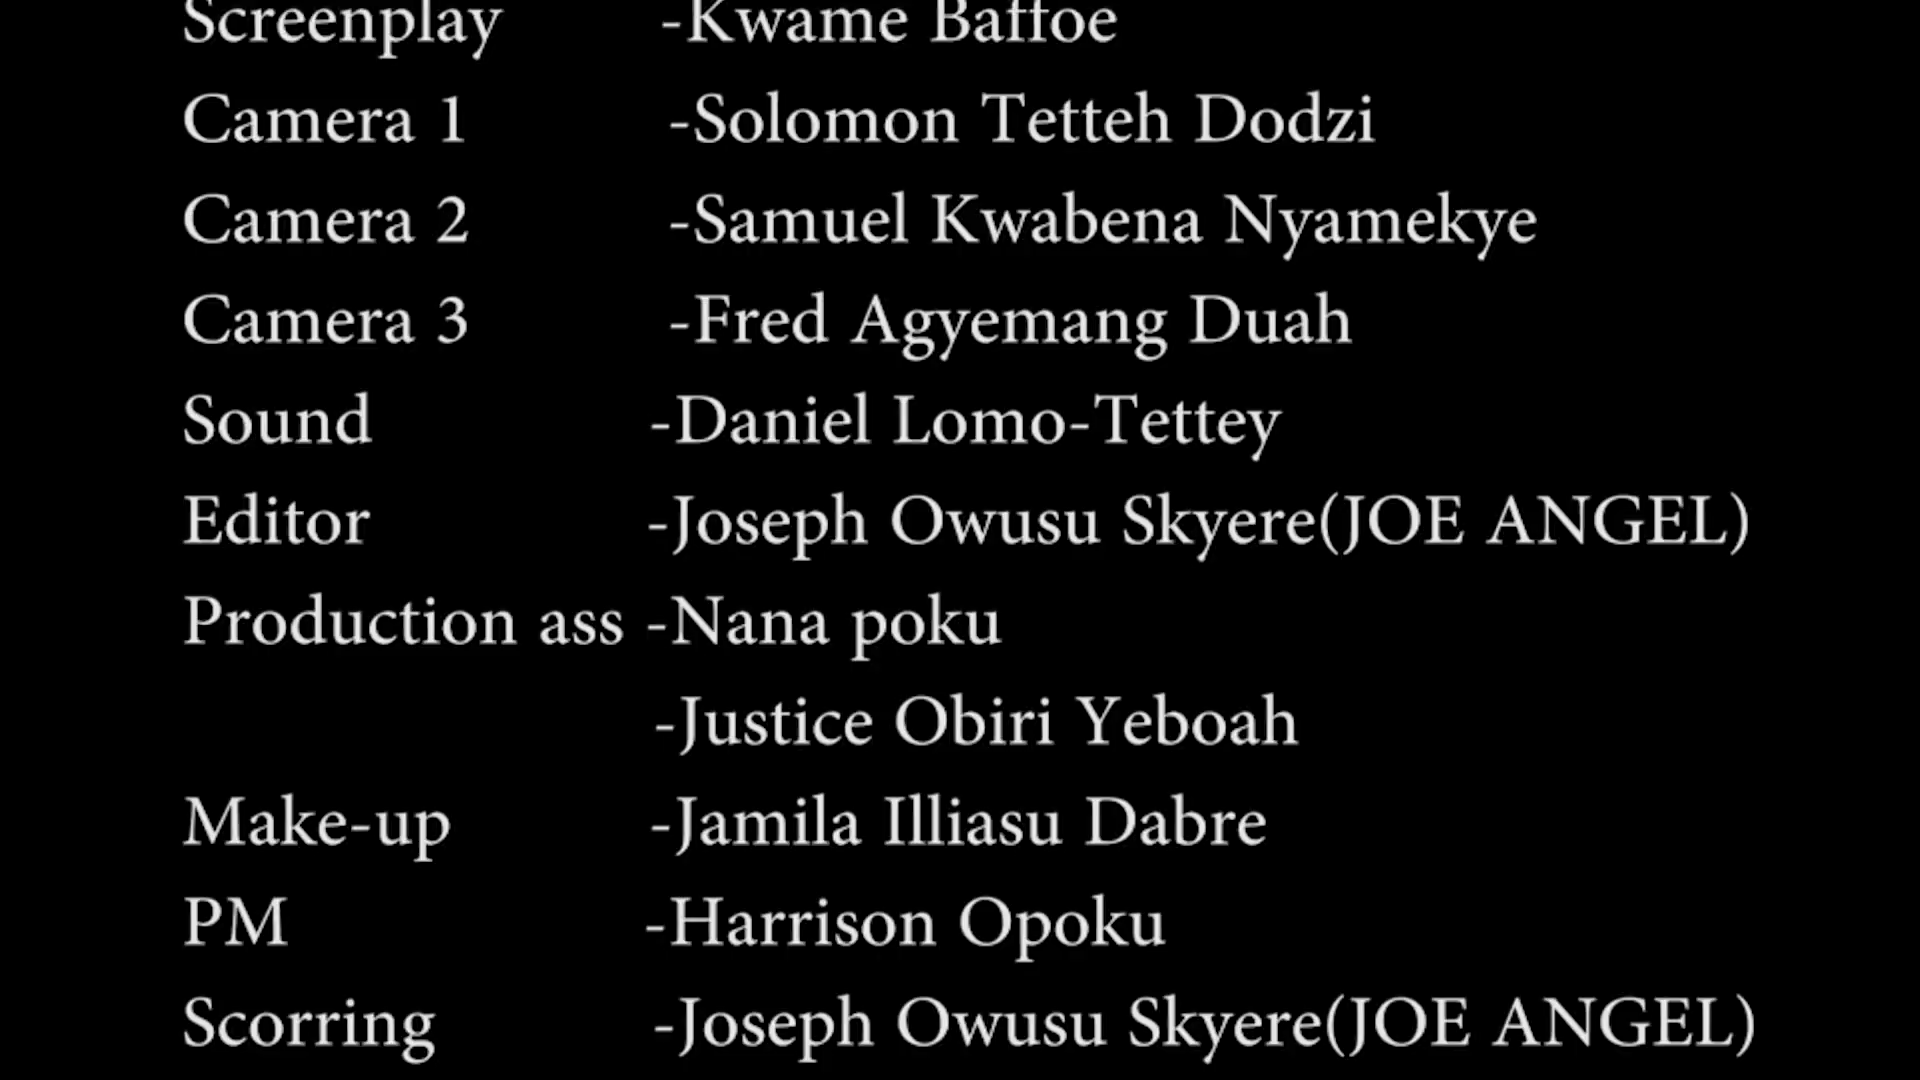 Screenplay -Kwame Baffoe
Camera 1 -Solomon Tetteh Dodzi
Camera 2 -Samuel Kwabena Nyamekye
Camera 3 -Fred Agyemang Duah
Sound -Daniel Lomo-Tettey
Editor -Joseph Owusu Skyere(JOE ANGEL)
Production ass -Nana poku
-Justice Obiri Yeboah
Make-up -Jamila Illiasu Dabre
PM -Harrison Opoku
Scorring -Joseph Owusu Skyere(JOE ANGEL)